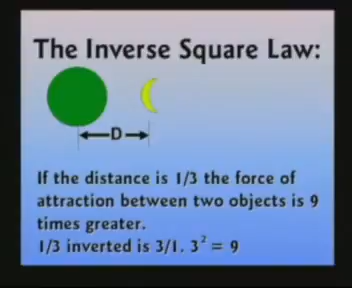 The Inverse Square Law:
D
If the distance is 1/3 the force of
attraction between two objects is 9
times greater.
1/3 inverted is 3/1. 3² = 9